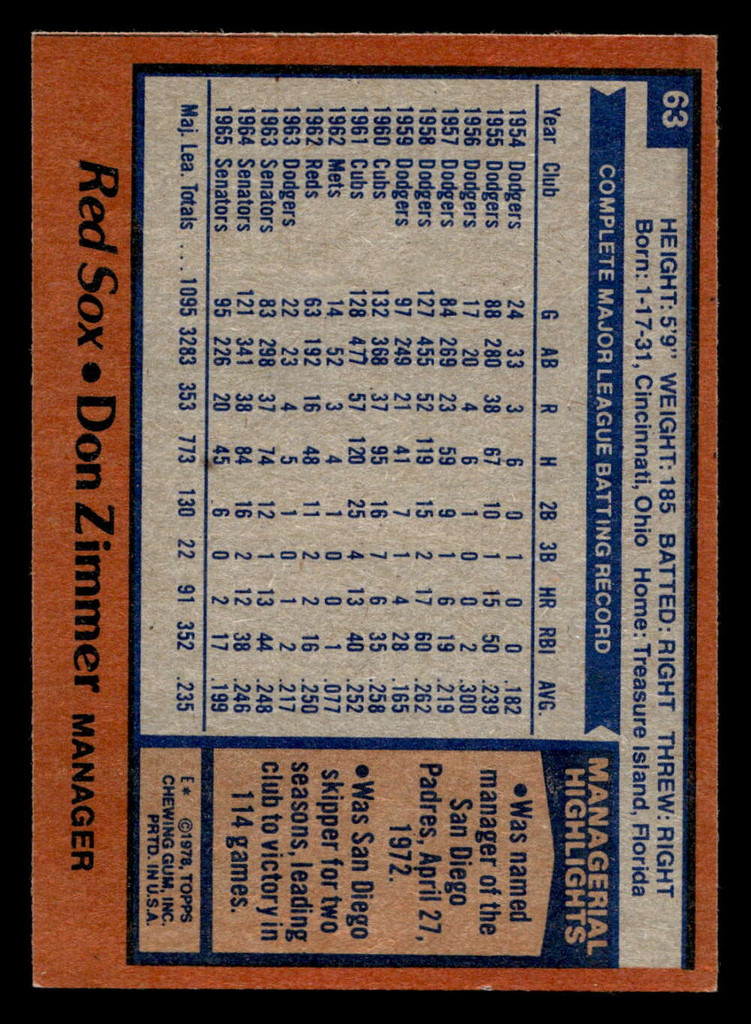 63
HEIGHT: 5'9" WEIGHT: 185 BATTED: RIGHT THREW: RIGHT
Born: 1-17-31, Cincinnati, Ohio Home: Treasure Island, Florida
COMPLETE MAJOR LEAGUE BATTING RECORD
Year Club G AB R H 2B 3B HR RBI AVG.
1954 Dodgers 24 33 3 6 0 1 0 0 .182
1955 Dodgers 88 280 38 67 10 1 15 50 .239
1956 Dodgers 17 20 4 6 1 0 0 2 .300
1957 Dodgers 84 269 23 59 9 1 6 19 .219
1958 Dodgers 127 455 52 119 15 2 17 60 .262
1959 Dodgers 97 249 21 41 7 1 4 28 .165
1960 Cubs 132 368 37 95 16 7 6 35 .258
1961 Cubs 128 477 57 120 25 4 13 40 .252
1962 Mets 14 52 3 4 1 0 0 1 .077
1962 Reds 63 192 16 48 11 2 2 16 .250
1963 Dodgers 22 23 4 5 1 0 1 2 .217
1963 Senators 83 298 37 74 12 1 13 44 .248
1964 Senators 121 341 38 84 16 2 12 38 .246
1965 Senators 95 226 20 45 6 0 2 17 .199
Maj. Lea. Totals ... 1095 3283 353 773 130 22 91 352 .235
MANAGERIAL
HIGHLIGHTS
•Was named
manager of the
San Diego
Padres, April 27,
1972.
•Was San Diego
skipper for two
seasons, leading
club to victory in
114 games.
E* ©1978, TOPPS
CHEWING GUM, INC.
PRTD. IN U.S.A.
Red Sox • Don Zimmer MANAGER